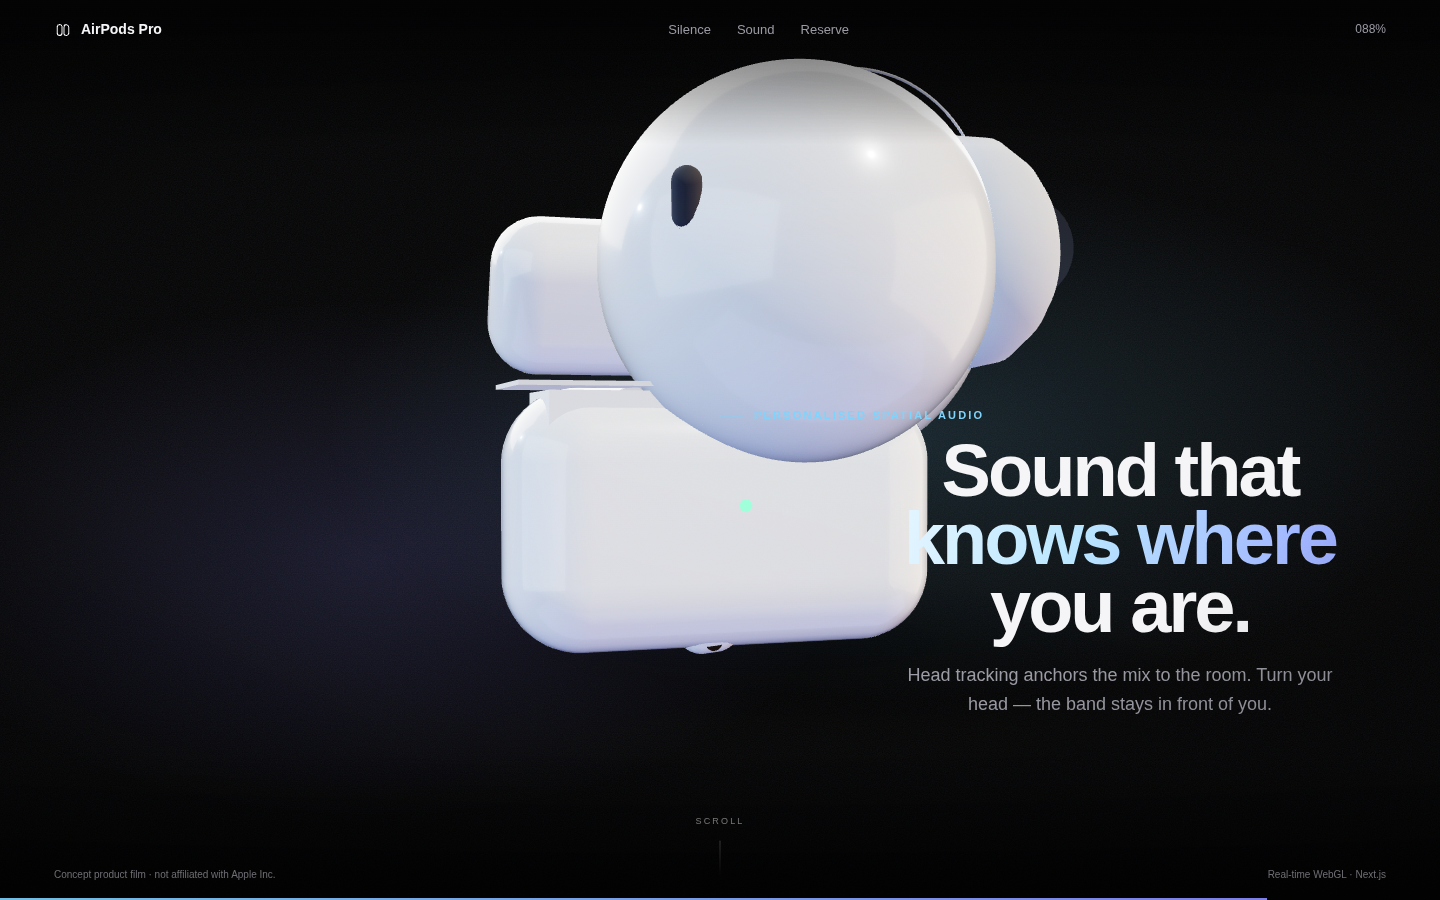 AirPods Pro
Silence
Sound
Reserve
088%
PERSONALIZED SPATIAL AUDIO
Sound that
knows where
you are.
Head tracking anchors the mix to the room. Turn your
head — the band stays in front of you.
SCROLL
Concept product film · not affiliated with Apple Inc.
Real-time WebGL · Next.js